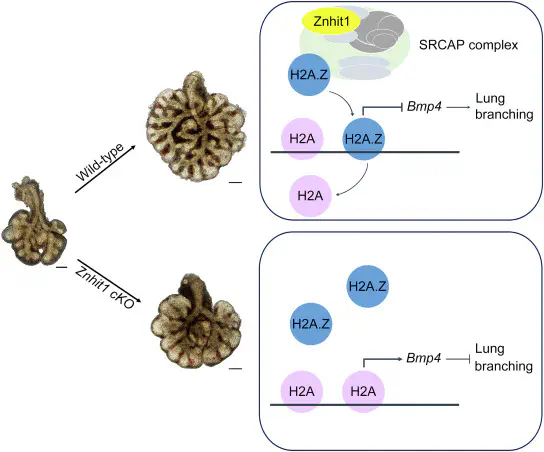 Znhit1
SRCAP complex
H2A.Z
Bmp4
Lung
branching
H2A
H2A.Z
H2A
Wild-type
Znhit1 cKO
H2A.Z
H2A.Z
Bmp4
Lung
branching
H2A
H2A